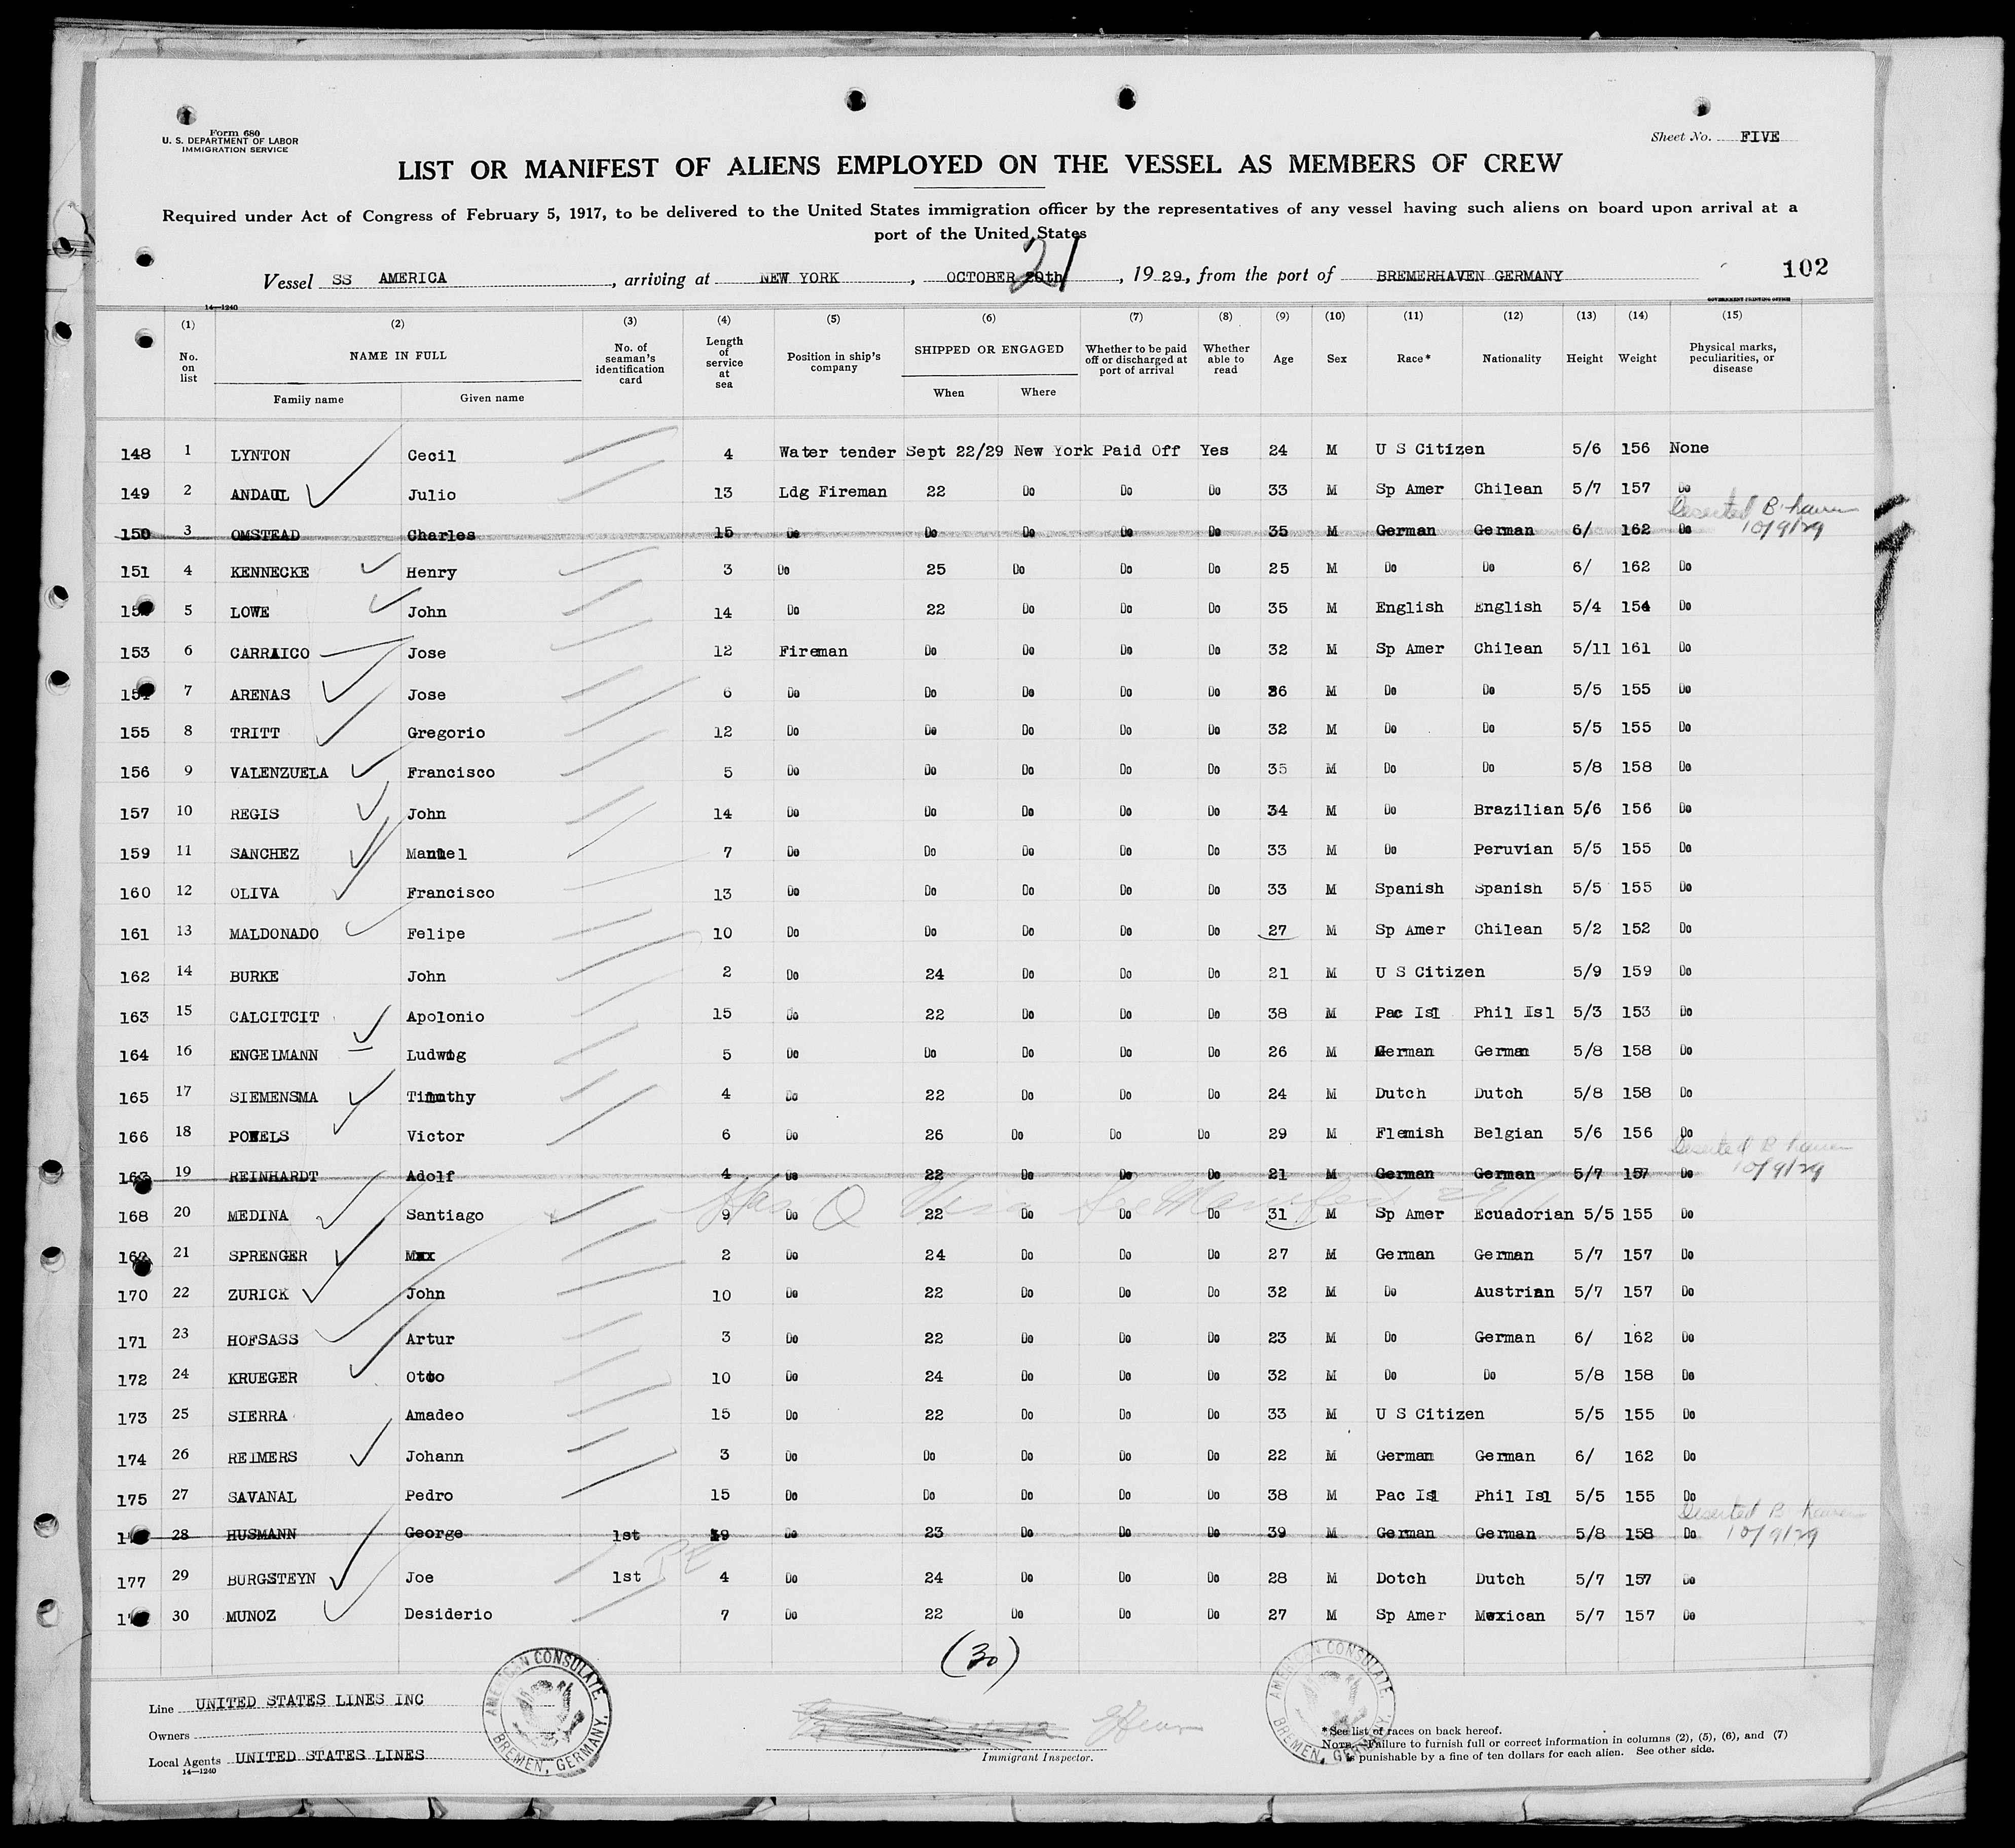 Form 680
U. S. DEPARTMENT OF LABOR
IMMIGRATION SERVICE
Sheet No. FIVE
LIST OR MANIFEST OF ALIENS EMPLOYED ON THE VESSEL AS MEMBERS OF CREW
Required under Act of Congress of February 5, 1917, to be delivered to the United States immigration officer by the representatives of any vessel having such aliens on board upon arrival at a
port of the United States
Vessel SS AMERICA, arriving at NEW YORK, OCTOBER 20th 21, 1929, from the port of BREMERHAVEN GERMANY 102
14—1240 GOVERNMENT PRINTING OFFICE
(1) (2) (3) (4) (5) (6) (7) (8) (9) (10) (11) (12) (13) (14) (15)
No. on list NAME IN FULL No. of seaman's identification card Length of service at sea Position in ship's company SHIPPED OR ENGAGED Whether to be paid off or discharged at port of arrival Whether able to read Age Sex Race* Nationality Height Weight Physical marks, peculiarities, or disease
Family name Given name When Where
148 1 LYNTON Cecil 4 Water tender Sept 22/29 New York Paid Off Yes 24 M U S Citizen 5/6 156 None
149 2 ANDAUL Julio 13 Ldg Fireman 22 Do Do Do 33 M Sp Amer Chilean 5/7 157 Do
Deserted B'haven
150 3 OMSTEAD Charles 15 Do Do Do Do Do 35 M German German 6/ 162 Do 10/9/29
151 4 KENNECKE Henry 3 Do 25 Do Do Do 25 M Do Do 6/ 162 Do
5 LOWE John 14 Do 22 Do Do Do 35 M English English 5/4 154 Do
153 6 CARRAICO Jose 12 Fireman Do Do Do Do 32 M Sp Amer Chilean 5/11 161 Do
154 7 ARENAS Jose 6 Do Do Do Do Do 36 M Do Do 5/5 155 Do
155 8 TRITT Gregorio 12 Do Do Do Do Do 32 M Do Do 5/5 155 Do
156 9 VALENZUELA Francisco 5 Do Do Do Do Do 35 M Do Do 5/8 158 Do
157 10 REGIS John 14 Do Do Do Do Do 34 M Do Brazilian 5/6 156 Do
159 11 SANCHEZ Manuel 7 Do Do Do Do Do 33 M Do Peruvian 5/5 155 Do
160 12 OLIVA Francisco 13 Do Do Do Do Do 33 M Spanish Spanish 5/5 155 Do
161 13 MALDONADO Felipe 10 Do Do Do Do Do 27 M Sp Amer Chilean 5/2 152 Do
162 14 BURKE John 2 Do 24 Do Do Do 21 M U S Citizen 5/9 159 Do
163 15 CALCITCIT Apolonio 15 Do 22 Do Do Do 38 M Pac Isl Phil Isl 5/3 153 Do
164 16 ENGELMANN Ludwig 5 Do Do Do Do Do 26 M German German 5/8 158 Do
165 17 SIEMENSMA Timothy 4 Do 22 Do Do Do 24 M Dutch Dutch 5/8 158 Do
166 18 POWELS Victor 6 Do 26 Do Do Do 29 M Flemish Belgian 5/6 156 Do
Deserted B'haven
167 19 REINHARDT Adolf 4 Do 22 Do Do Do 21 M German German 5/7 157 Do 10/9/29
168 20 MEDINA Santiago 9 Do 22 Do Do Do 31 M Sp Amer Ecuadorian 5/5 155 Do
169 21 SPRENGER Max 2 Do 24 Do Do Do 27 M German German 5/7 157 Do
170 22 ZURICK John 10 Do 22 Do Do Do 32 M Do Austrian 5/7 157 Do
171 23 HOFSASS Artur 3 Do 22 Do Do Do 23 M Do German 6/ 162 Do
172 24 KRUEGER Otto 10 Do 24 Do Do Do 32 M Do Do 5/8 158 Do
173 25 SIERRA Amadeo 15 Do 22 Do Do Do 33 M U S Citizen 5/5 155 Do
174 26 REIMERS Johann 3 Do Do Do Do Do 22 M German German 6/ 162 Do
175 27 SAVANAL Pedro 15 Do Do Do Do Do 38 M Pac Isl Phil Isl 5/5 155 Do
Deserted B'haven
28 HUSMANN George 1st 19 Do 23 Do Do Do 39 M German German 5/8 158 Do 10/9/29
177 29 BURGSTEYN Joe 1st 4 Do 24 Do Do Do 28 M Dotch Dutch 5/7 157 Do
30 MUNOZ Desiderio 7 Do 22 Do Do Do 27 M Sp Amer Mexican 5/7 157 Do
(30)
Line UNITED STATES LINES INC
Owners
Local Agents UNITED STATES LINES
14—1240
AMERICAN CONSULATE, BREMEN, GERMANY.
Immigrant Inspector.
AMERICAN CONSULATE, BREMEN, GERMANY.
*See list of races on back hereof.
NOTE.—Failure to furnish full or correct information in columns (2), (5), (6), and (7)
is punishable by a fine of ten dollars for each alien. See other side.